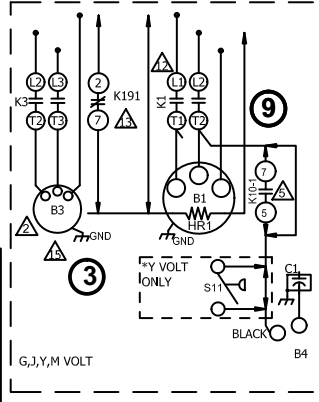 L2
L3
2
12
L1
L2
K3
K191
K1
T2
T3
7
13
T1
T2
9
7
K10-1
5
5
B3
B1
HR1
2
15
GND
GND
3
*Y VOLT
ONLY
S11
C1
BLACK
B4
G,J,Y,M VOLT